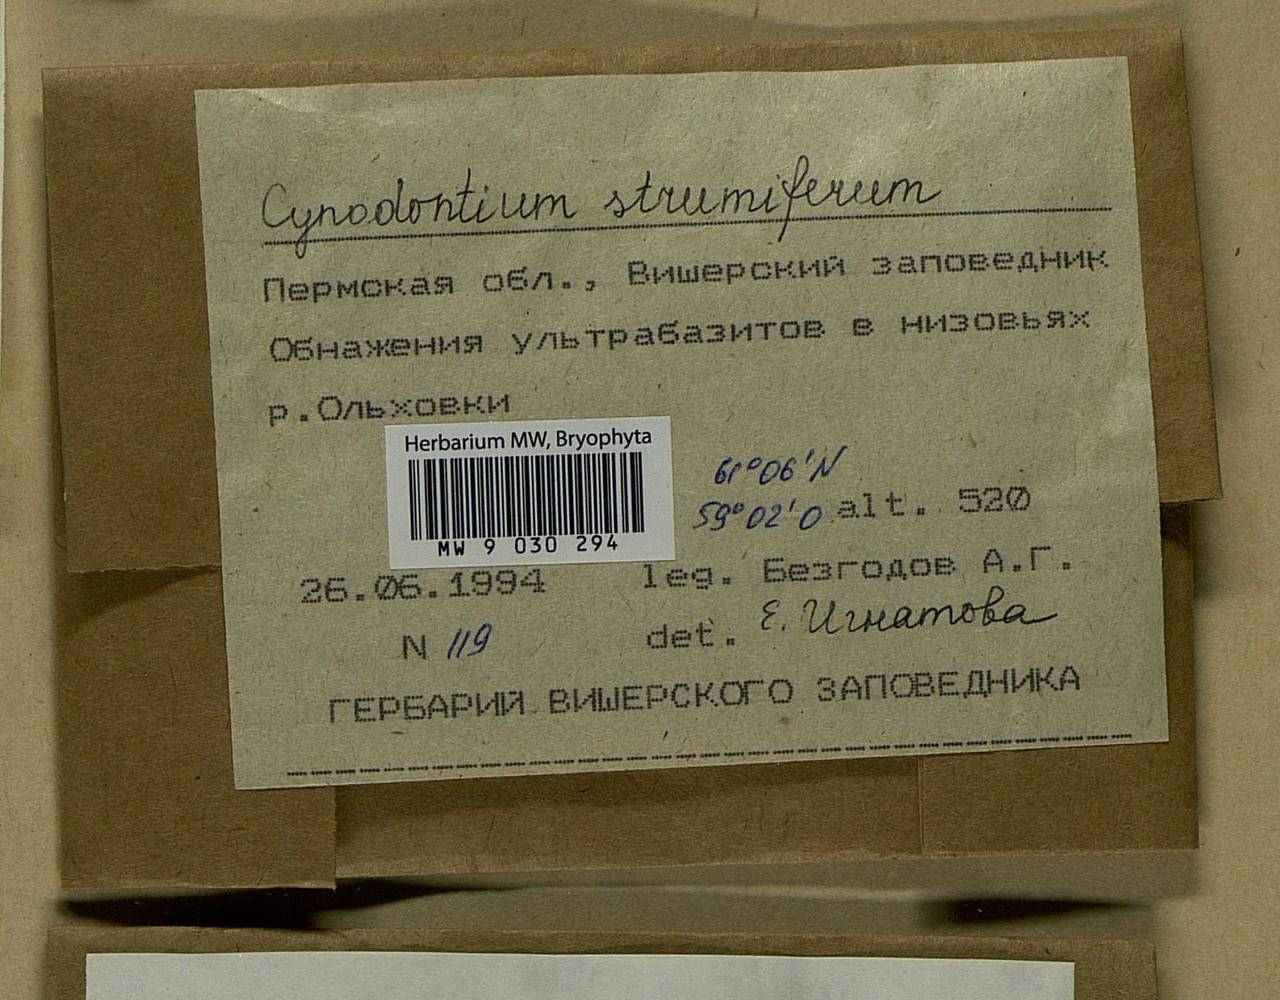 Cynodontium strumiferum
Пермская обл., Вишерский заповедник
Обнажения ультрабазитов в низовьях
р.Ольховки
Herbarium MW, Bryophyta
MW 9 030 294
61°06'N
59°02'O alt. 520
26.06.1994 leg. Безгодов А.Г.
N 119 det. Е. Игнатова
ГЕРБАРИЙ ВИШЕРСКОГО ЗАПОВЕДНИКА